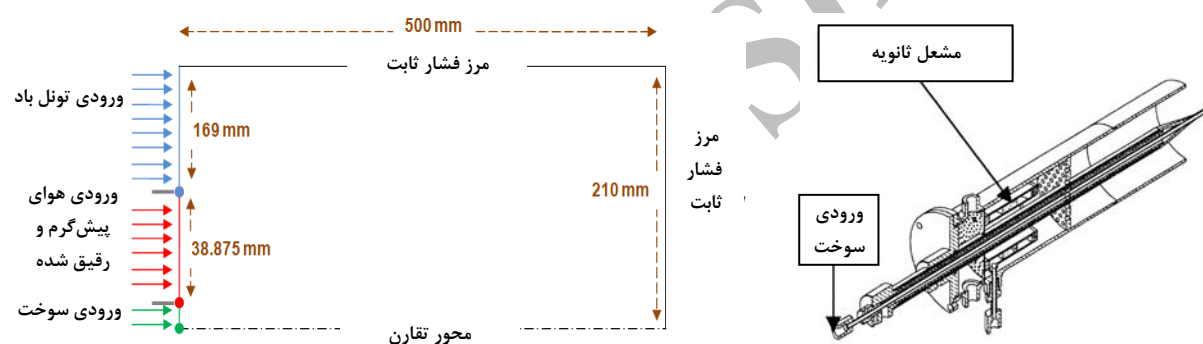 500 mm
مرز فشار ثابت
ورودی تونل باد
169 mm
ورودی هوای
پیش‌گرم و
رقیق شده
38.875 mm
210 mm
ورودی سوخت
محور تقارن
مرز
فشار
ثابت
مشعل ثانویه
ورودی
سوخت